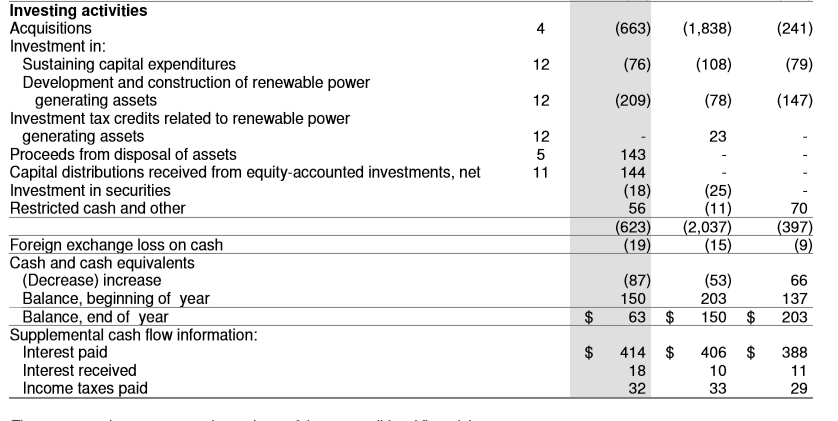 Investing activities
Acquisitions 4 (663) (1,838) (241)
Investment in:
Sustaining capital expenditures 12 (76) (108) (79)
Development and construction of renewable power
generating assets 12 (209) (78) (147)
Investment tax credits related to renewable power
generating assets 12 - 23 -
Proceeds from disposal of assets 5 143 - -
Capital distributions received from equity-accounted investments, net 11 144 - -
Investment in securities (18) (25) -
Restricted cash and other 56 (11) 70
(623) (2,037) (397)
Foreign exchange loss on cash (19) (15) (9)
Cash and cash equivalents
(Decrease) increase (87) (53) 66
Balance, beginning of year 150 203 137
Balance, end of year $ 63 $ 150 $ 203
Supplemental cash flow information:
Interest paid $ 414 $ 406 $ 388
Interest received 18 10 11
Income taxes paid 32 33 29